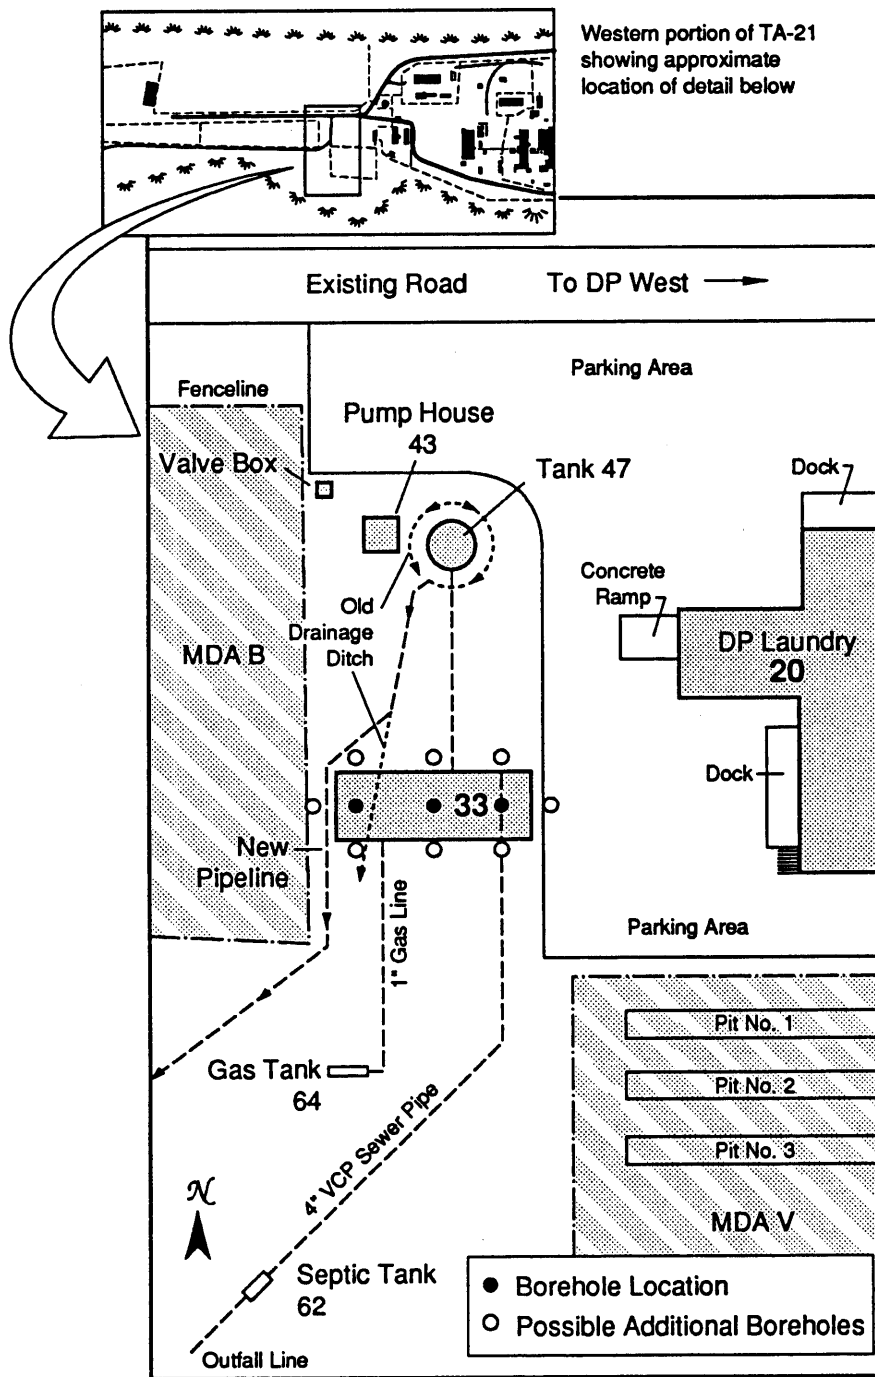 Western portion of TA-21
showing approximate
location of detail below
Existing Road
To DP West
Parking Area
Fenceline
Pump House
43
Valve Box
Tank 47
Dock
Concrete
Ramp
Old
Drainage
Ditch
MDA B
DP Laundry
20
Dock
33
New
Pipeline
1" Gas Line
Parking Area
Pit No. 1
Gas Tank
64
Pit No. 2
4" VCP Sewer Pipe
Pit No. 3
N
MDA V
Septic Tank
62
Borehole Location
Possible Additional Boreholes
Outfall Line